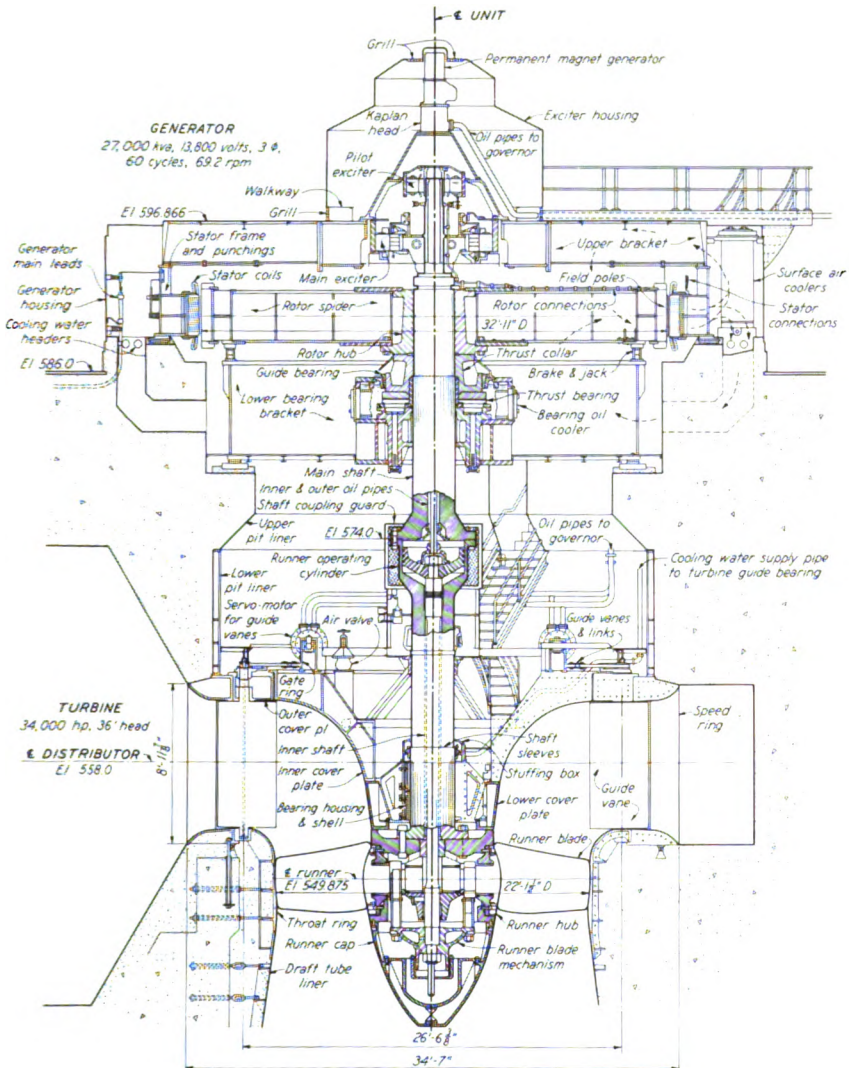 ℄ UNIT
Grill
Permanent magnet generator
Kaplan
head
Exciter housing
Oil pipes to
governor
GENERATOR
27,000 kva, 13,800 volts, 3 ϕ,
60 cycles, 69.2 rpm
Pilot
exciter
Walkway
Grill
El 596.866
Stator frame
and punchings
Upper bracket
Generator
main leads
Stator coils
Main exciter
Field poles
Surface air
coolers
Generator
housing
Rotor spider
Rotor connections
32'-11" D
Stator
connections
Cooling water
headers
Rotor hub
Thrust collar
El 586.0
Guide bearing
Brake & jack
Lower bearing
bracket
Thrust bearing
Bearing oil
cooler
Main shaft
Inner & outer oil pipes
Shaft coupling guard
Upper
pit liner
El 574.0
Oil pipes to
governor
Runner operating
cylinder
Cooling water supply pipe
to turbine guide bearing
Lower
pit liner
Servo-motor
for guide
vanes
Air valve
Guide vanes
& links
Gate
ring
TURBINE
34,000 hp, 36' head
Outer
cover pl
Speed
ring
℄ DISTRIBUTOR
El 558.0
8'-11⅞"
Inner shaft
Shaft
sleeves
Inner cover
plate
Stuffing box
Bearing housing
& shell
Lower cover
plate
Guide
vane
Runner blade
℄ runner
El 549.875
22'-1½" D
Throat ring
Runner hub
Runner cap
Runner blade
mechanism
Draft tube
liner
26'-6⅜"
34'-7"